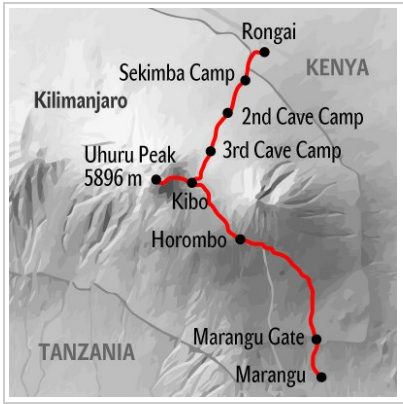 Rongai
KENYA
Sekimba Camp
Kilimanjaro
2nd Cave Camp
3rd Cave Camp
Uhuru Peak
5896 m
Kibo
Horombo
Marangu Gate
TANZANIA
Marangu